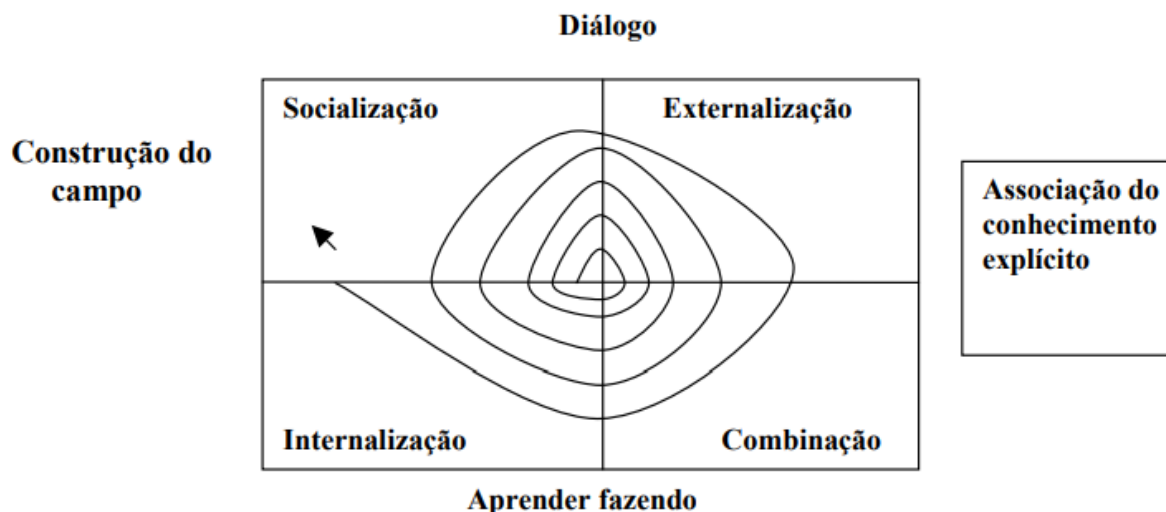 Diálogo
Socialização
Externalização
Construção do
campo
Associação do
conhecimento
explícito
Internalização
Combinação
Aprender fazendo